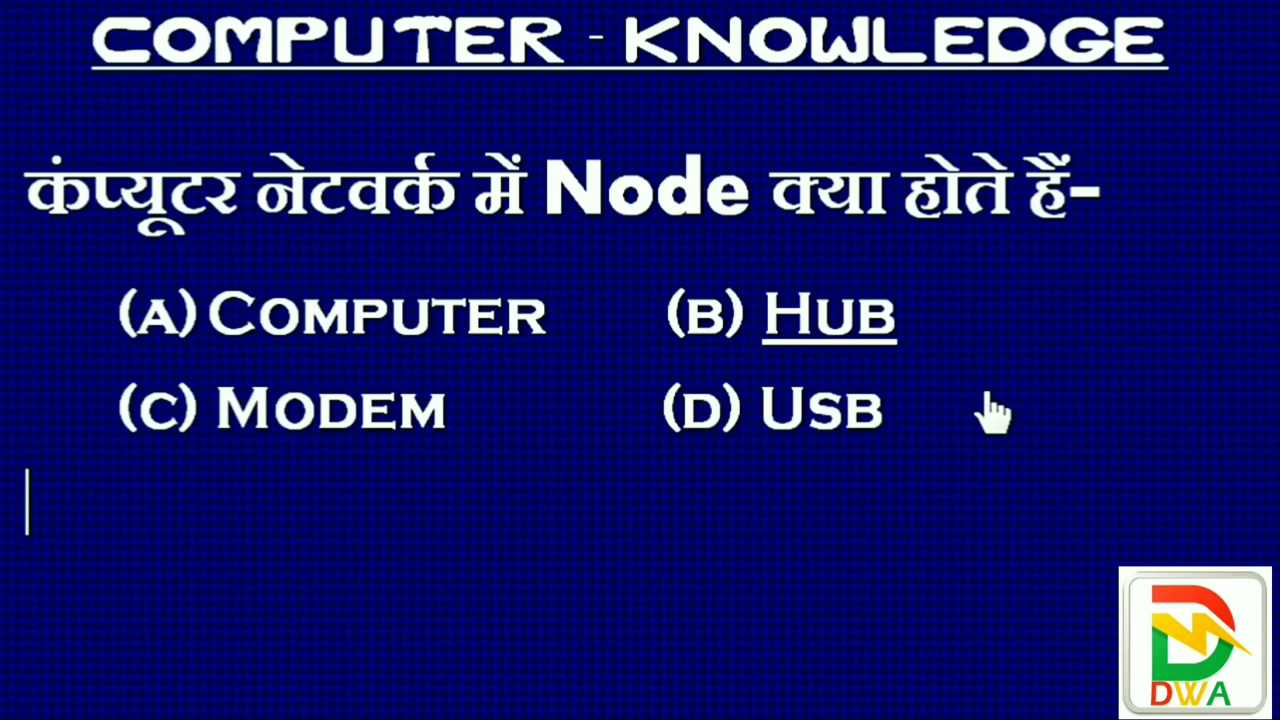 COMPUTER - KNOWLEDGE
कंप्यूटर नेटवर्क में Node क्या होते हैं-
(A) COMPUTER (B) HUB
(C) MODEM (D) USB
DWA